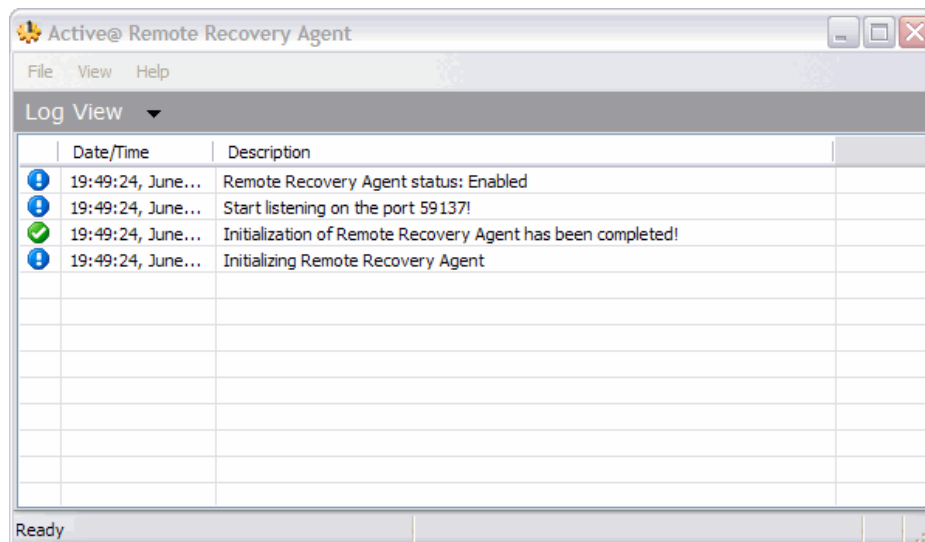 Active@ Remote Recovery Agent
File View Help
Log View
Date/Time Description
19:49:24, June... Remote Recovery Agent status: Enabled
19:49:24, June... Start listening on the port 59137!
19:49:24, June... Initialization of Remote Recovery Agent has been completed!
19:49:24, June... Initializing Remote Recovery Agent
Ready